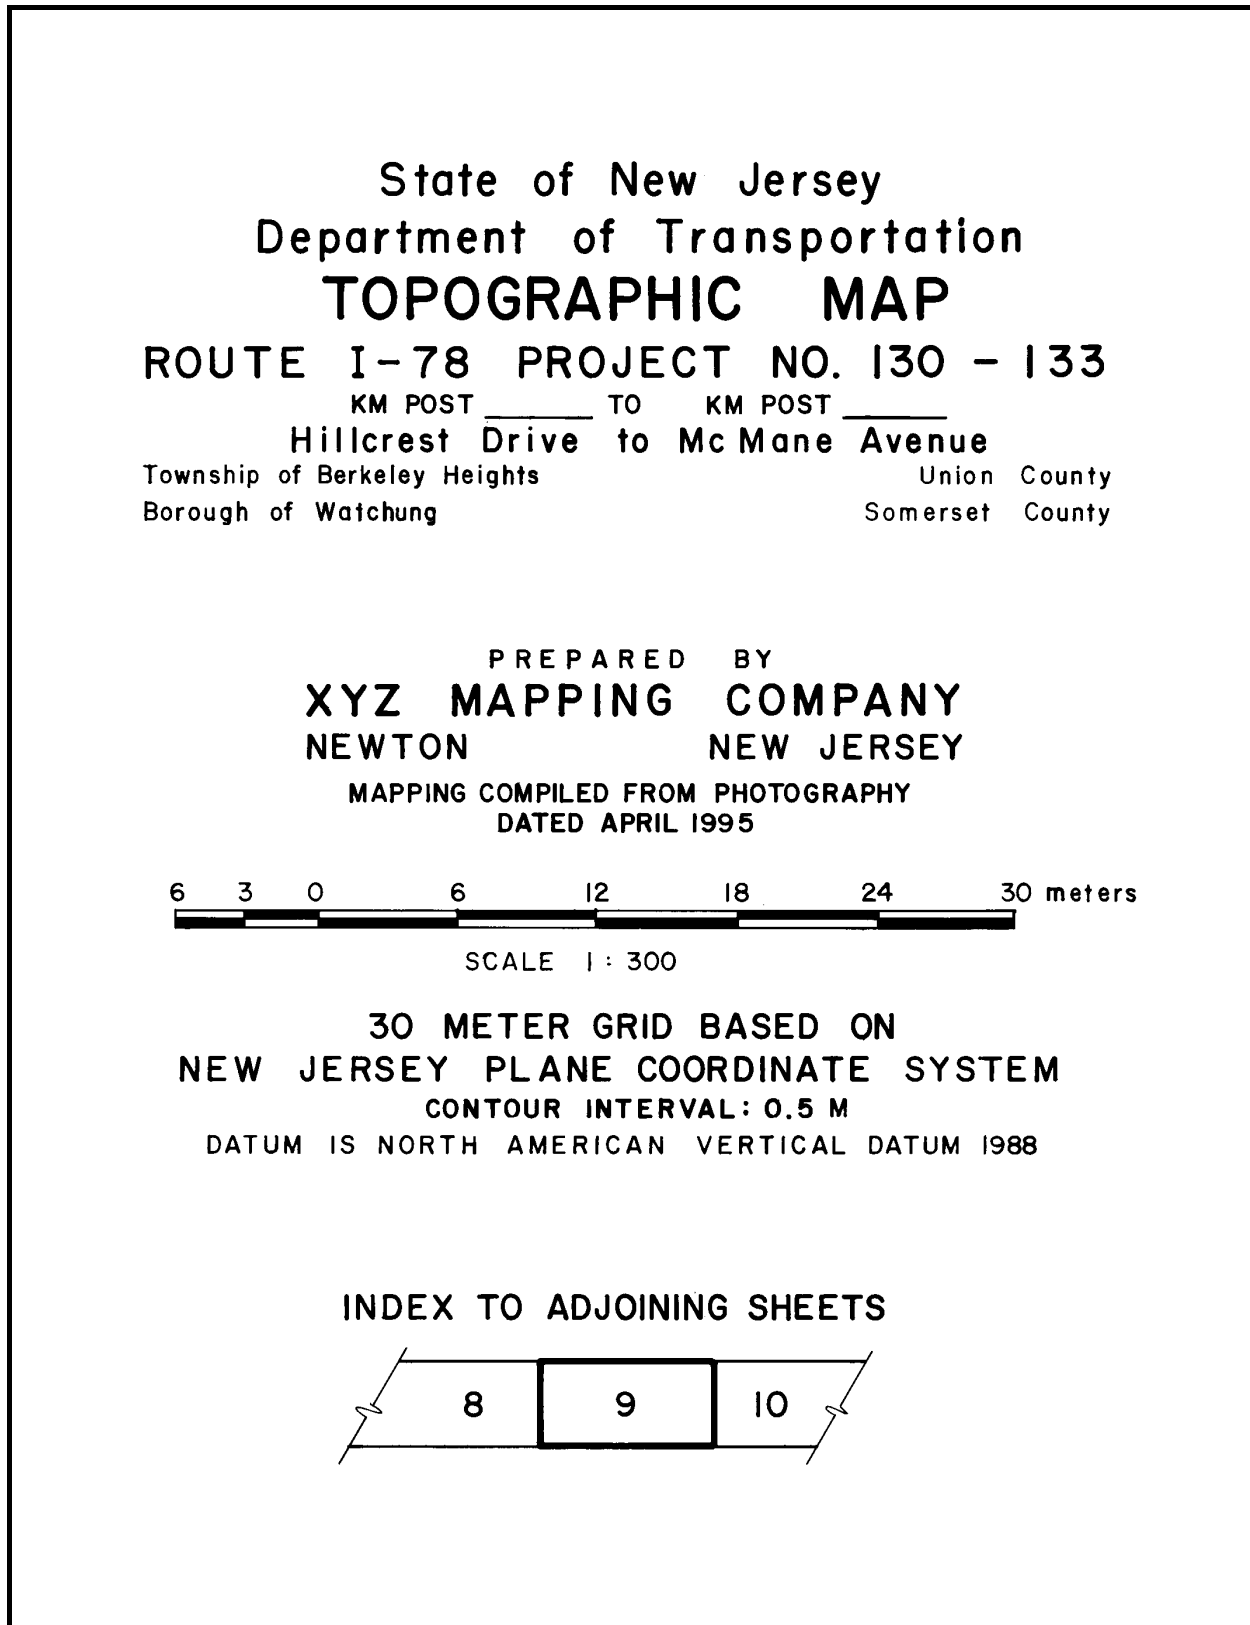 State of New Jersey
Department of Transportation
TOPOGRAPHIC MAP
ROUTE I-78 PROJECT NO. 130 - 133
KM POST ______ TO KM POST ______
Hillcrest Drive to Mc Mane Avenue
Township of Berkeley Heights Union County
Borough of Watchung Somerset County
PREPARED BY
XYZ MAPPING COMPANY
NEWTON NEW JERSEY
MAPPING COMPILED FROM PHOTOGRAPHY
DATED APRIL 1995
6 3 0 6 12 18 24 30 meters
SCALE 1 : 300
30 METER GRID BASED ON
NEW JERSEY PLANE COORDINATE SYSTEM
CONTOUR INTERVAL: 0.5 M
DATUM IS NORTH AMERICAN VERTICAL DATUM 1988
INDEX TO ADJOINING SHEETS
8 9 10